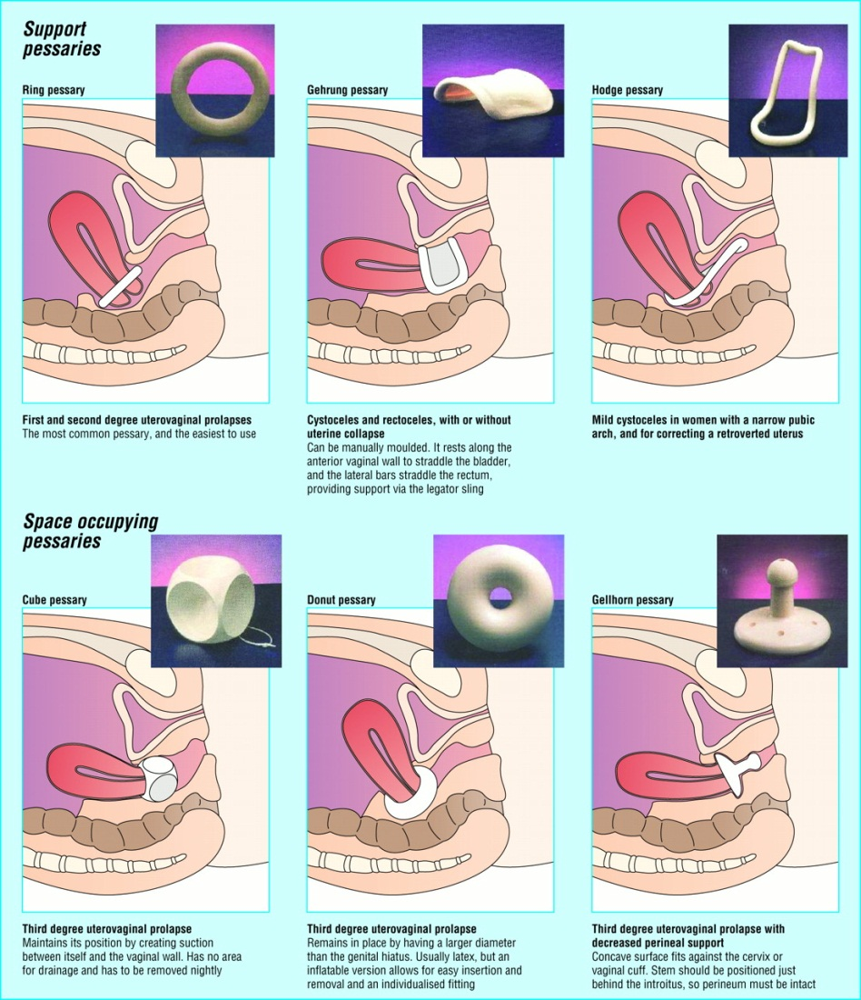 Support
pessaries
Ring pessary
Gehrung pessary
Hodge pessary
First and second degree uterovaginal prolapses
The most common pessary, and the easiest to use
Cystoceles and rectoceles, with or without
uterine collapse
Can be manually moulded. It rests along the
anterior vaginal wall to straddle the bladder,
and the lateral bars straddle the rectum,
providing support via the legator sling
Mild cystoceles in women with a narrow pubic
arch, and for correcting a retroverted uterus
Space occupying
pessaries
Cube pessary
Donut pessary
Gellhorn pessary
Third degree uterovaginal prolapse
Maintains its position by creating suction
between itself and the vaginal wall. Has no area
for drainage and has to be removed nightly
Third degree uterovaginal prolapse
Remains in place by having a larger diameter
than the genital hiatus. Usually latex, but an
inflatable version allows for easy insertion and
removal and an individualised fitting
Third degree uterovaginal prolapse with
decreased perineal support
Concave surface fits against the cervix or
vaginal cuff. Stem should be positioned just
behind the introitus, so perineum must be intact